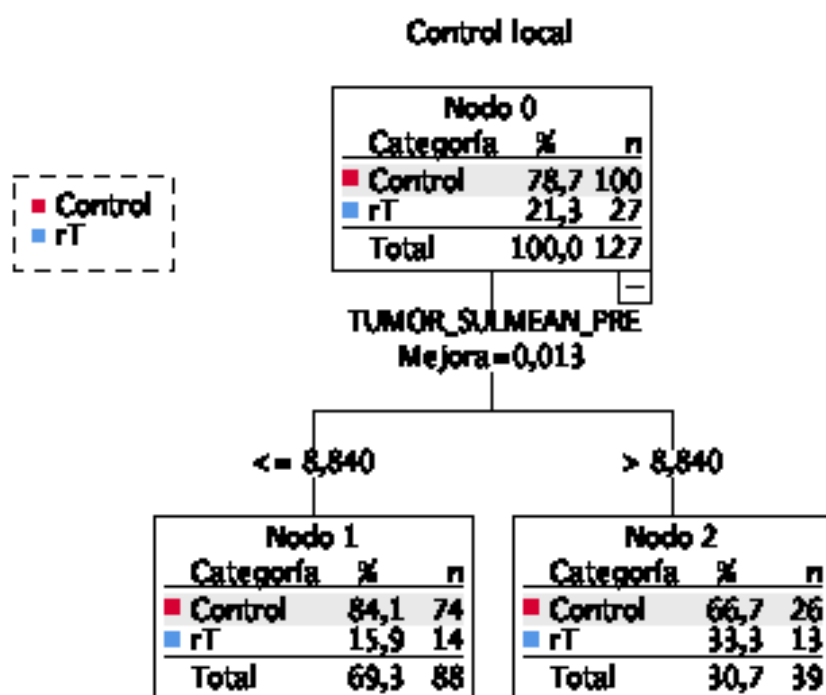 Control local
Nodo 0
Categoría % n
Control 78,7 100
rT 21,3 27
Total 100,0 127
Control
rT
TUMOR_SULMEAN_PRE
Mejora=0,013
<= 8,840
> 8,840
Nodo 1
Categoría % n
Control 84,1 74
rT 15,9 14
Total 69,3 88
Nodo 2
Categoría % n
Control 66,7 26
rT 33,3 13
Total 30,7 39